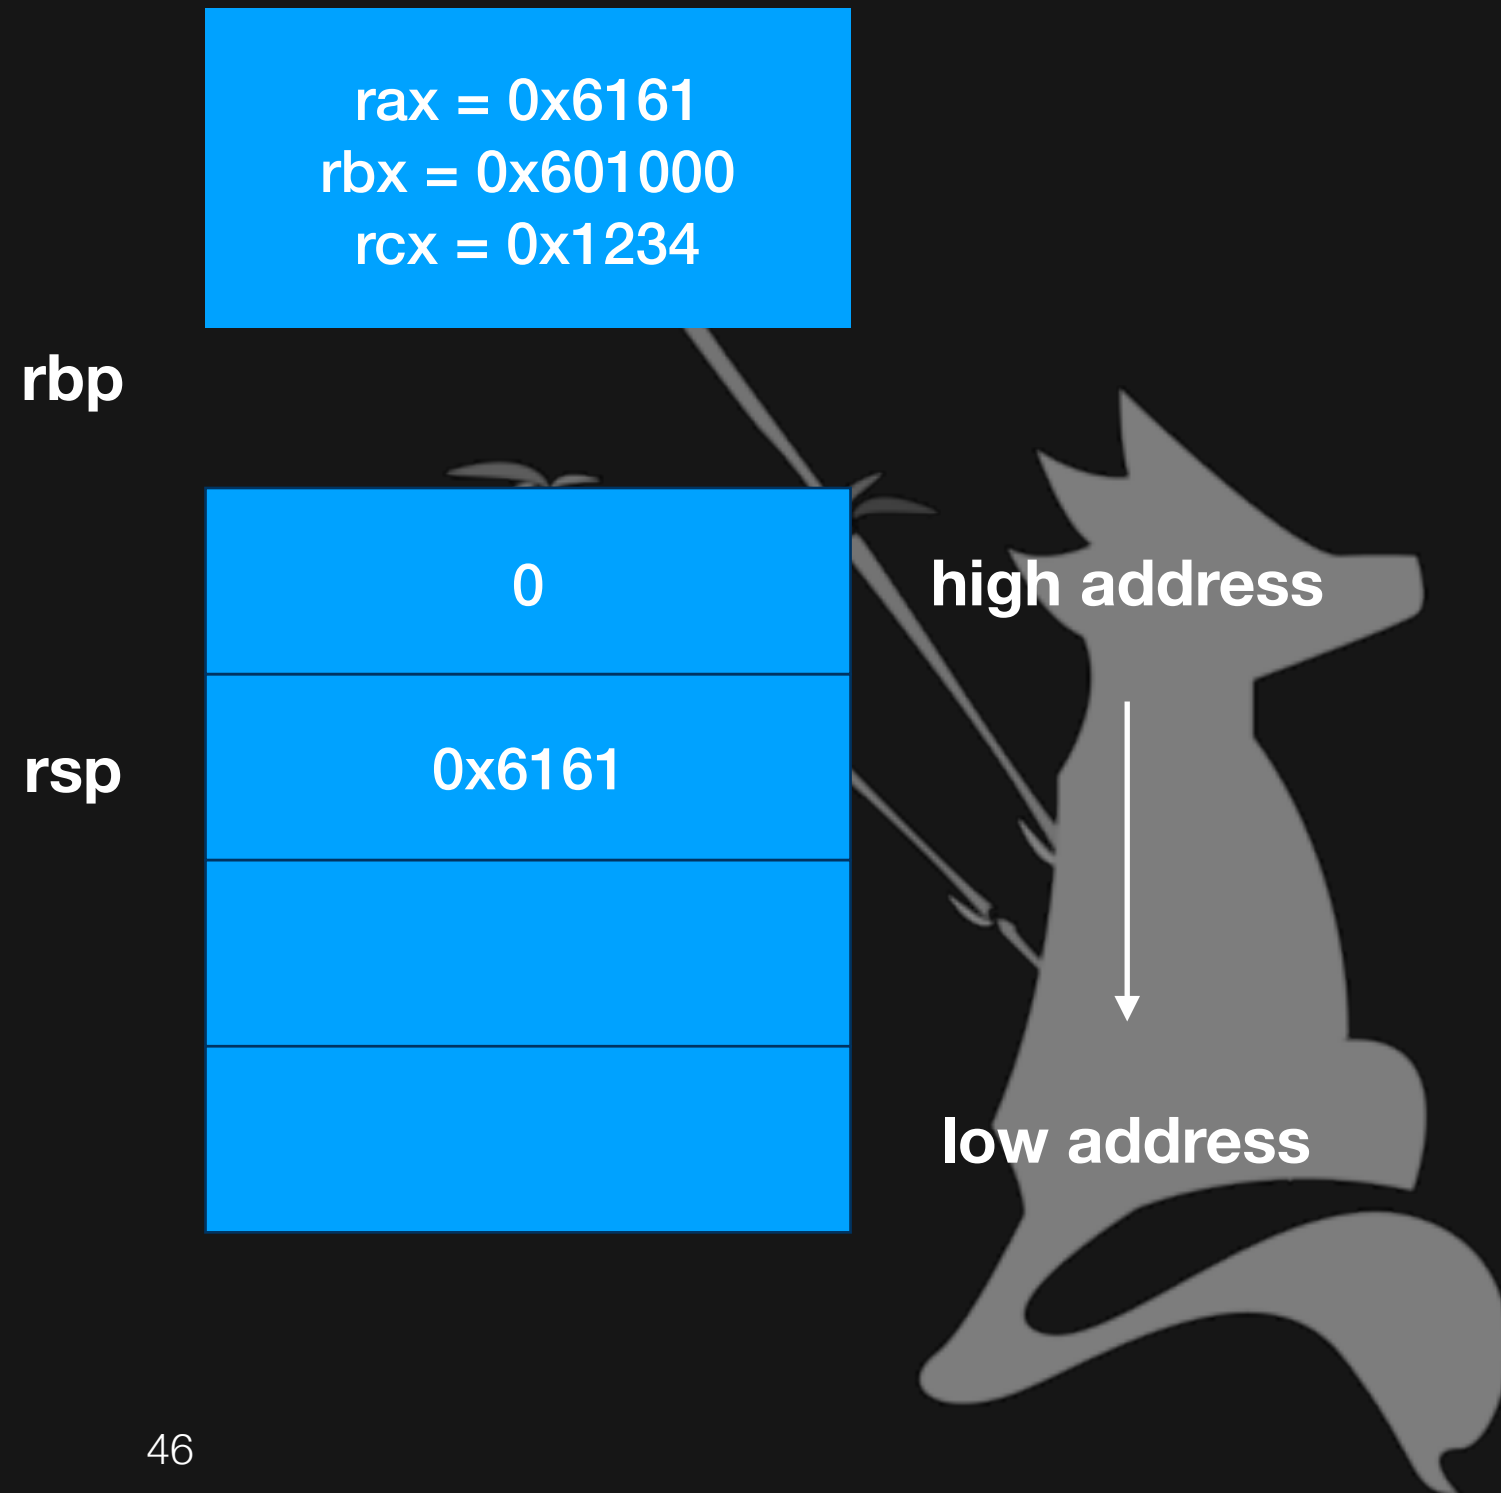 rax = 0x6161
rbx = 0x601000
rcx = 0x1234
rbp
0
high address
rsp
0x6161
low address
46